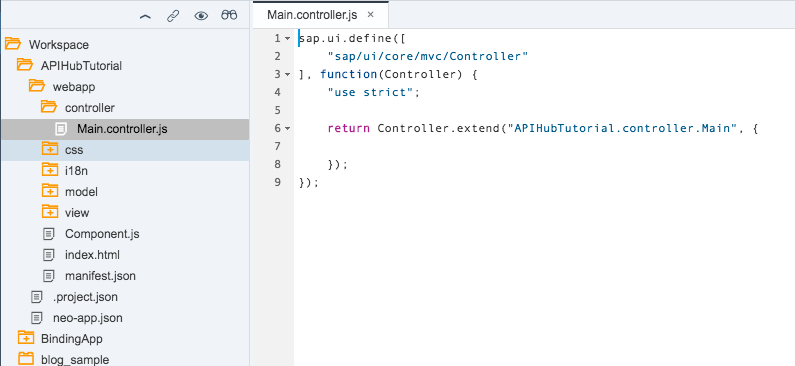 Workspace
APIHubTutorial
webapp
controller
Main.controller.js
css
i18n
model
view
Component.js
index.html
manifest.json
.project.json
neo-app.json
BindingApp
blog_sample
Main.controller.js ×
1 sap.ui.define([
2 "sap/ui/core/mvc/Controller"
3 ], function(Controller) {
4 "use strict";
5
6 return Controller.extend("APIHubTutorial.controller.Main", {
7
8 });
9 });